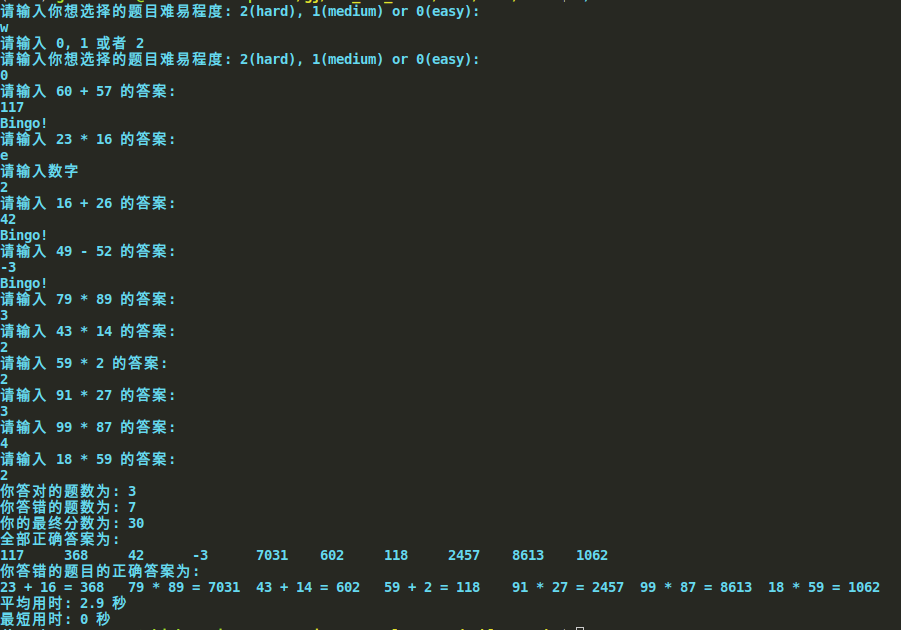 请输入你想选择的题目难易程度: 2(hard), 1(medium) or 0(easy):
w
请输入 0, 1 或者 2
请输入你想选择的题目难易程度: 2(hard), 1(medium) or 0(easy):
0
请输入 60 + 57 的答案:
117
Bingo!
请输入 23 * 16 的答案:
e
请输入数字
2
请输入 16 + 26 的答案:
42
Bingo!
请输入 49 - 52 的答案:
-3
Bingo!
请输入 79 * 89 的答案:
3
请输入 43 * 14 的答案:
2
请输入 59 * 2 的答案:
2
请输入 91 * 27 的答案:
3
请输入 99 * 87 的答案:
4
请输入 18 * 59 的答案:
2
你答对的题数为: 3
你答错的题数为: 7
你的最终分数为: 30
全部正确答案为:
117 368 42 -3 7031 602 118 2457 8613 1062
你答错的题目的正确答案为:
23 + 16 = 368 79 * 89 = 7031 43 + 14 = 602 59 + 2 = 118 91 * 27 = 2457 99 * 87 = 8613 18 * 59 = 1062
平均用时: 2.9 秒
最短用时: 0 秒